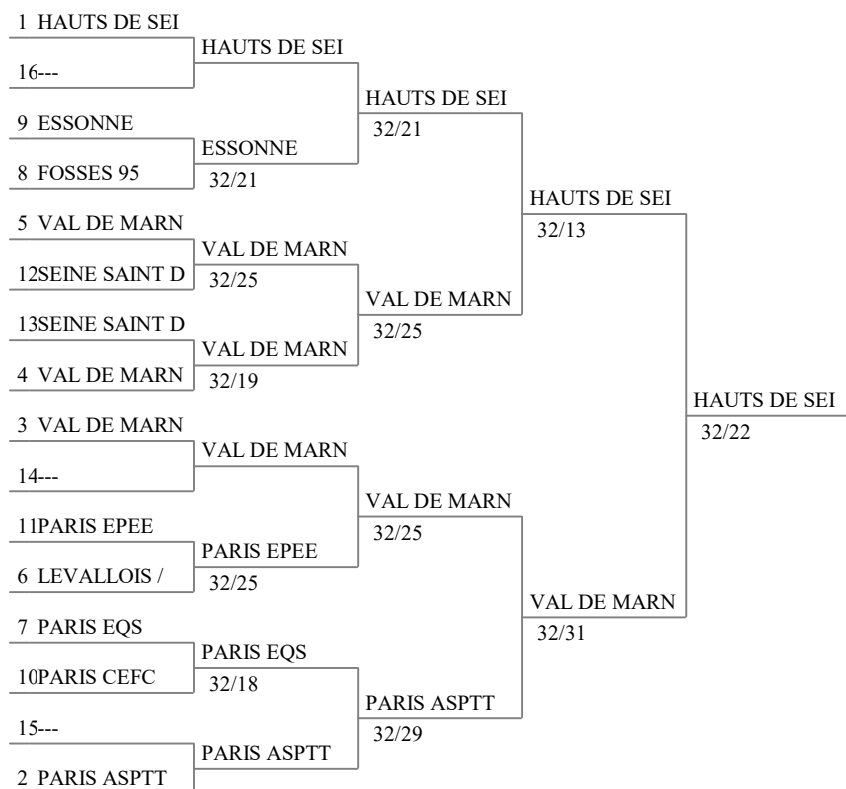 1 HAUTS DE SEI
HAUTS DE SEI
16---
HAUTS DE SEI
9 ESSONNE
32/21
ESSONNE
8 FOSSES 95
32/21
HAUTS DE SEI
5 VAL DE MARN
32/13
VAL DE MARN
12SEINE SAINT D
32/25
VAL DE MARN
13SEINE SAINT D
32/25
VAL DE MARN
4 VAL DE MARN
32/19
HAUTS DE SEI
3 VAL DE MARN
32/22
VAL DE MARN
14---
VAL DE MARN
11PARIS EPEE
32/25
PARIS EPEE
6 LEVALLOIS /
32/25
VAL DE MARN
7 PARIS EQS
32/31
PARIS EQS
10PARIS CEFC
32/18
PARIS ASPTT
15---
32/29
PARIS ASPTT
2 PARIS ASPTT